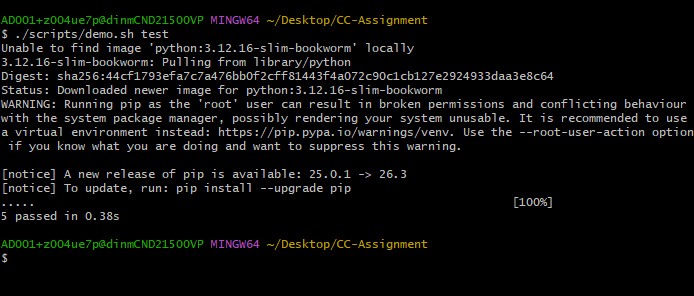 AD001+z004ue7p@dinmCND21500VP MINGW64 ~/Desktop/CC-Assignment
$ ./scripts/demo.sh test
Unable to find image 'python:3.12.16-slim-bookworm' locally
3.12.16-slim-bookworm: Pulling from library/python
Digest: sha256:44cf1793efa7c7a476bb0f2cff81443f4a072c90c1cb127e2924933daa3e8c64
Status: Downloaded newer image for python:3.12.16-slim-bookworm
WARNING: Running pip as the 'root' user can result in broken permissions and conflicting behaviour
with the system package manager, possibly rendering your system unusable. It is recommended to use
a virtual environment instead: https://pip.pypa.io/warnings/venv. Use the --root-user-action option
 if you know what you are doing and want to suppress this warning.
[notice] A new release of pip is available: 25.0.1 -> 26.3
[notice] To update, run: pip install --upgrade pip
..... [100%]
5 passed in 0.38s
AD001+z004ue7p@dinmCND21500VP MINGW64 ~/Desktop/CC-Assignment
$